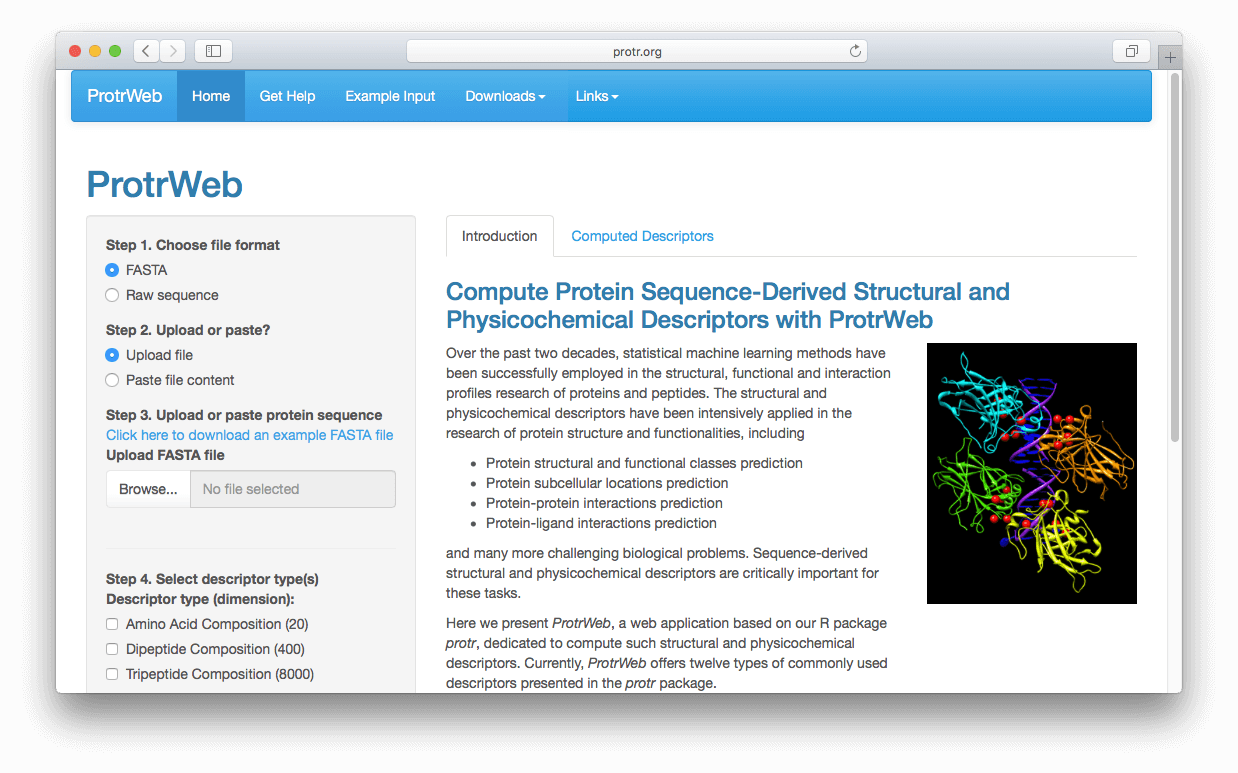 protr.org
ProtrWeb
Home
Get Help
Example Input
Downloads
Links
ProtrWeb
Step 1. Choose file format
FASTA
Raw sequence
Step 2. Upload or paste?
Upload file
Paste file content
Step 3. Upload or paste protein sequence
Click here to download an example FASTA file
Upload FASTA file
Browse...
No file selected
Step 4. Select descriptor type(s)
Descriptor type (dimension):
Amino Acid Composition (20)
Dipeptide Composition (400)
Tripeptide Composition (8000)
Introduction
Computed Descriptors
Compute Protein Sequence-Derived Structural and
Physicochemical Descriptors with ProtrWeb
Over the past two decades, statistical machine learning methods have
been successfully employed in the structural, functional and interaction
profiles research of proteins and peptides. The structural and
physicochemical descriptors have been intensively applied in the
research of protein structure and functionalities, including
• Protein structural and functional classes prediction
• Protein subcellular locations prediction
• Protein-protein interactions prediction
• Protein-ligand interactions prediction
and many more challenging biological problems. Sequence-derived
structural and physicochemical descriptors are critically important for
these tasks.
Here we present ProtrWeb, a web application based on our R package
protr, dedicated to compute such structural and physicochemical
descriptors. Currently, ProtrWeb offers twelve types of commonly used
descriptors presented in the protr package.